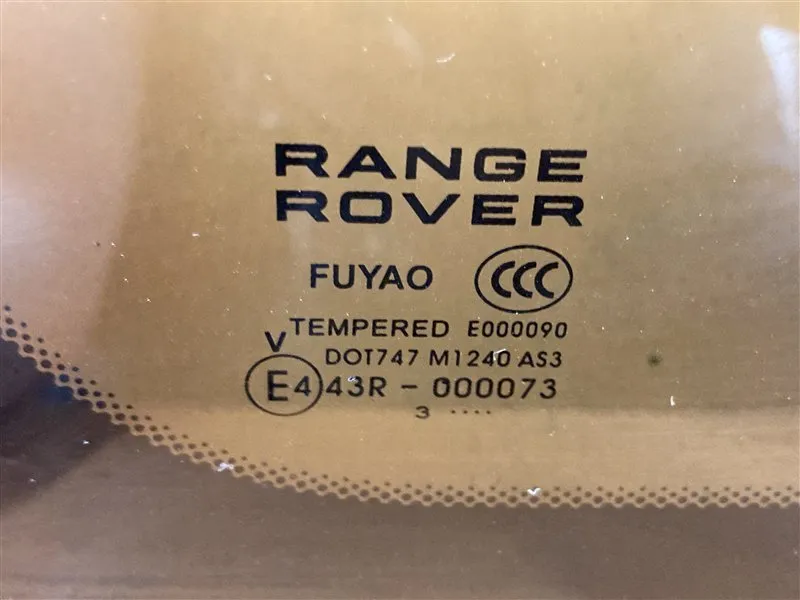 RANGE
ROVER
FUYAO CCC
TEMPERED E000090
V
DOT747 M1240 AS3
E4 43R - 000073
3 ....